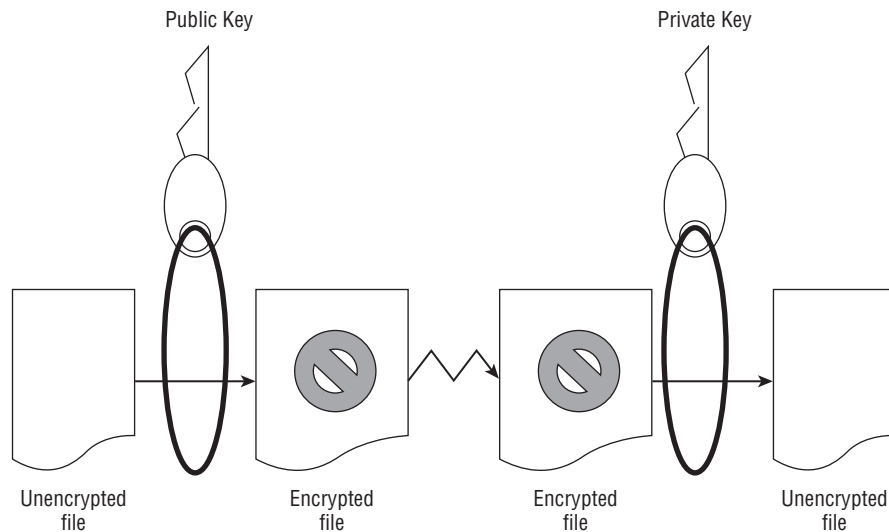 Public Key
Private Key
Unencrypted
file
Encrypted
file
Encrypted
file
Unencrypted
file